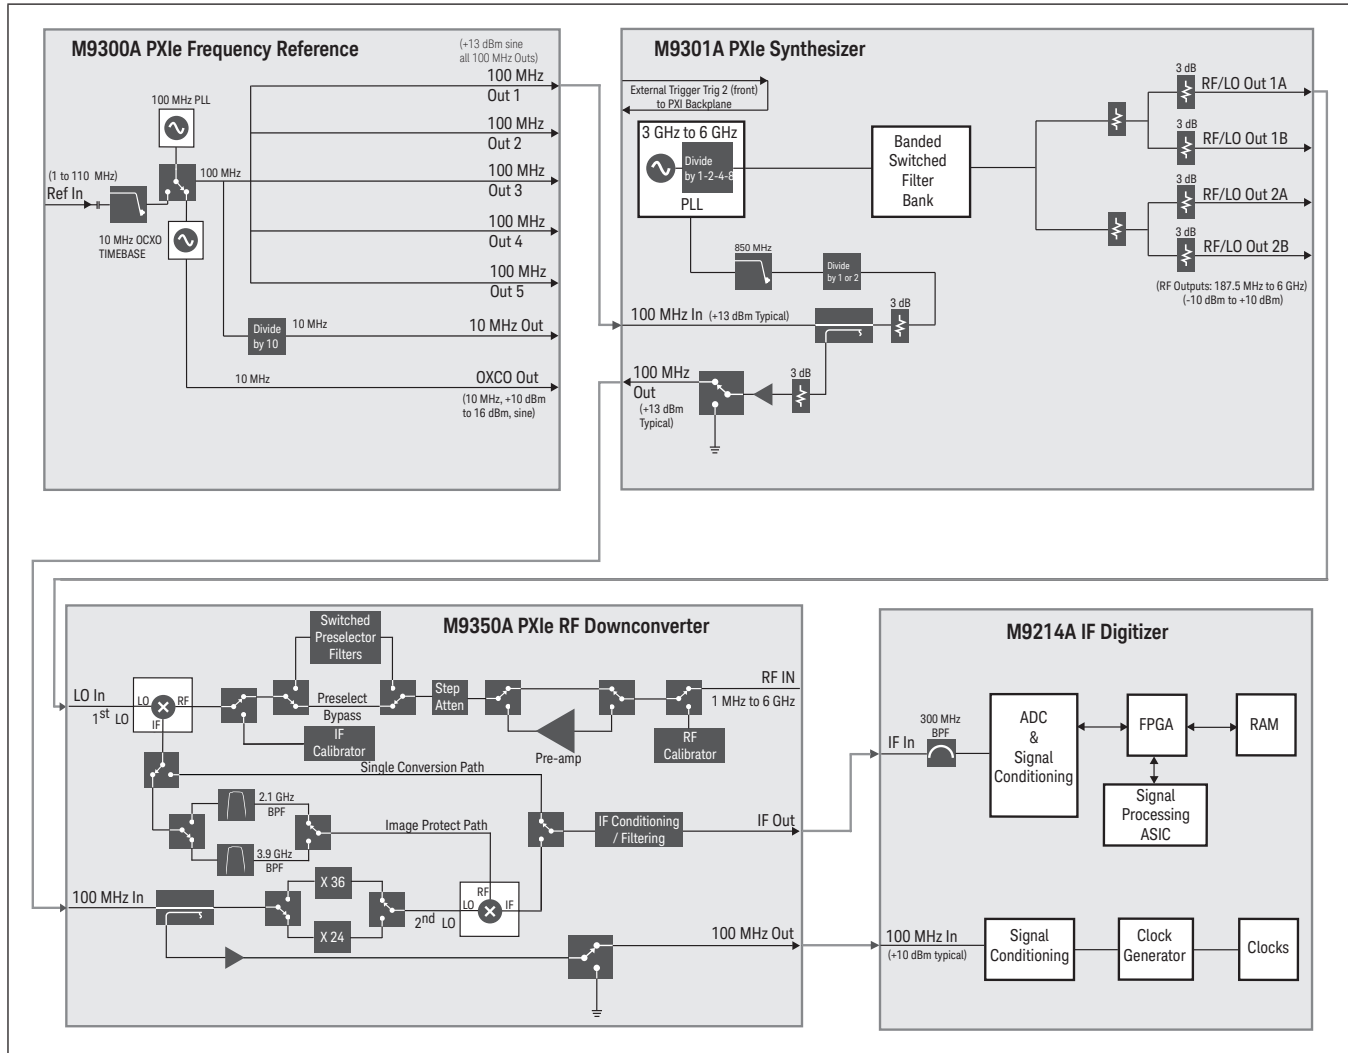 M9300A PXIe Frequency Reference
(+13 dBm sine
all 100 MHz Outs)
100 MHz
Out 1
100 MHz PLL
100 MHz
Out 2
(1 to 110 MHz)
Ref In
100 MHz
100 MHz
Out 3
10 MHz OCXO
TIMEBASE
100 MHz
Out 4
100 MHz
Out 5
Divide
by 10
10 MHz
10 MHz Out
10 MHz
OXCO Out
(10 MHz, +10 dBm
to 16 dBm, sine)
M9301A PXIe Synthesizer
External Trigger Trig 2 (front)
to PXI Backplane
3 GHz to 6 GHz
Divide
by 1-2-4-8
PLL
Banded
Switched
Filter
Bank
3 dB
RF/LO Out 1A
3 dB
RF/LO Out 1B
3 dB
RF/LO Out 2A
3 dB
RF/LO Out 2B
(RF Outputs: 187.5 MHz to 6 GHz)
(-10 dBm to +10 dBm)
850 MHz
Divide
by 1 or 2
100 MHz In (+13 dBm Typical)
3 dB
100 MHz
Out
(+13 dBm
Typical)
3 dB
M9350A PXIe RF Downconverter
Switched
Preselector
Filters
LO In
1st LO
LO
RF
IF
Preselect
Bypass
IF
Calibrator
Step
Atten
Pre-amp
RF
Calibrator
RF IN
1 MHz to 6 GHz
Single Conversion Path
2.1 GHz
BPF
3.9 GHz
BPF
Image Protect Path
IF Conditioning
/ Filtering
IF Out
100 MHz In
X 36
X 24
2nd LO
RF
LO
IF
100 MHz Out
M9214A IF Digitizer
IF In
300 MHz
BPF
ADC
&
Signal
Conditioning
FPGA
RAM
Signal
Processing
ASIC
100 MHz In
(+10 dBm typical)
Signal
Conditioning
Clock
Generator
Clocks